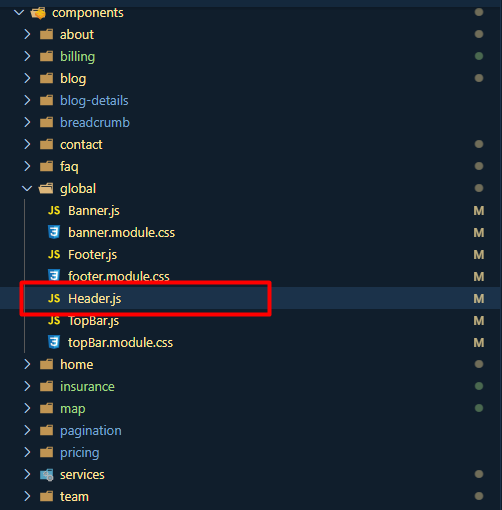 components
about
billing
blog
blog-details
breadcrumb
contact
faq
global
JS Banner.js M
banner.module.css M
JS Footer.js M
footer.module.css M
JS Header.js M
JS TopBar.js M
topBar.module.css M
home
insurance
map
pagination
pricing
services
team